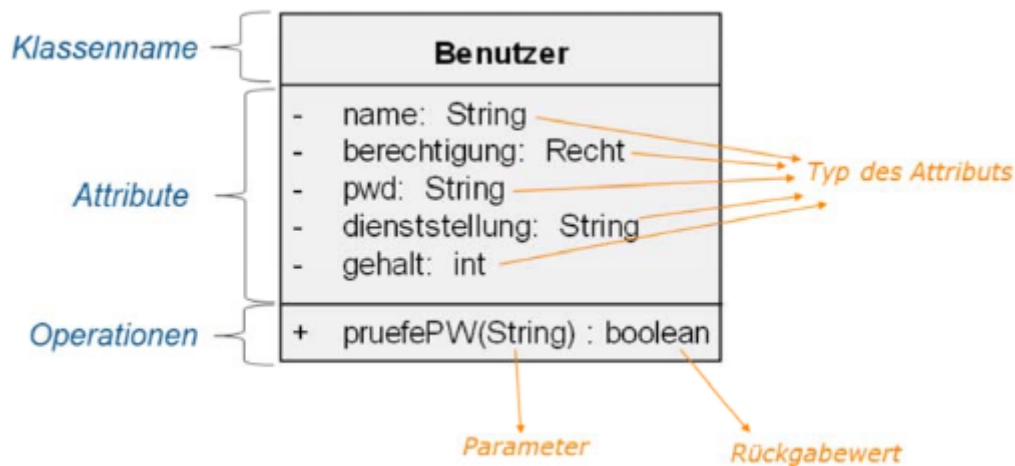 Klassenname
Benutzer
Attribute
- name: String
- berechtigung: Recht
- pwd: String
- dienststellung: String
- gehalt: int
Typ des Attributs
Operationen
+ pruefePW(String) : boolean
Parameter
Rückgabewert